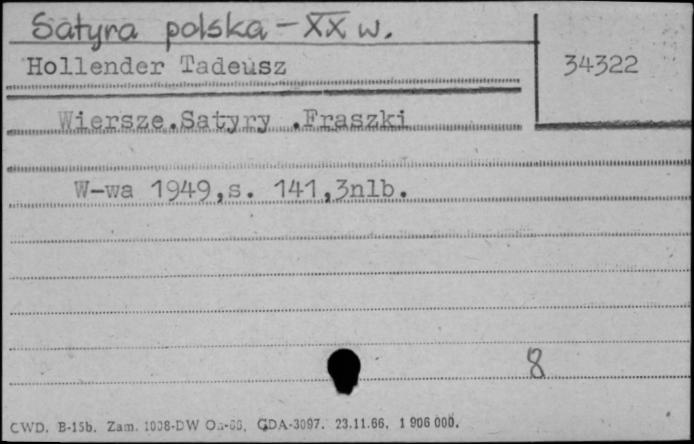 Satyra polska - XX w.
Hollender Tadeusz
34322
Wiersze.Satyry .Fraszki
W-wa 1949,s. 141,3nlb.
8
CWD. B-15b. Zam. 1008-DW GDA-3097. 23.11.66. 1 906 000.